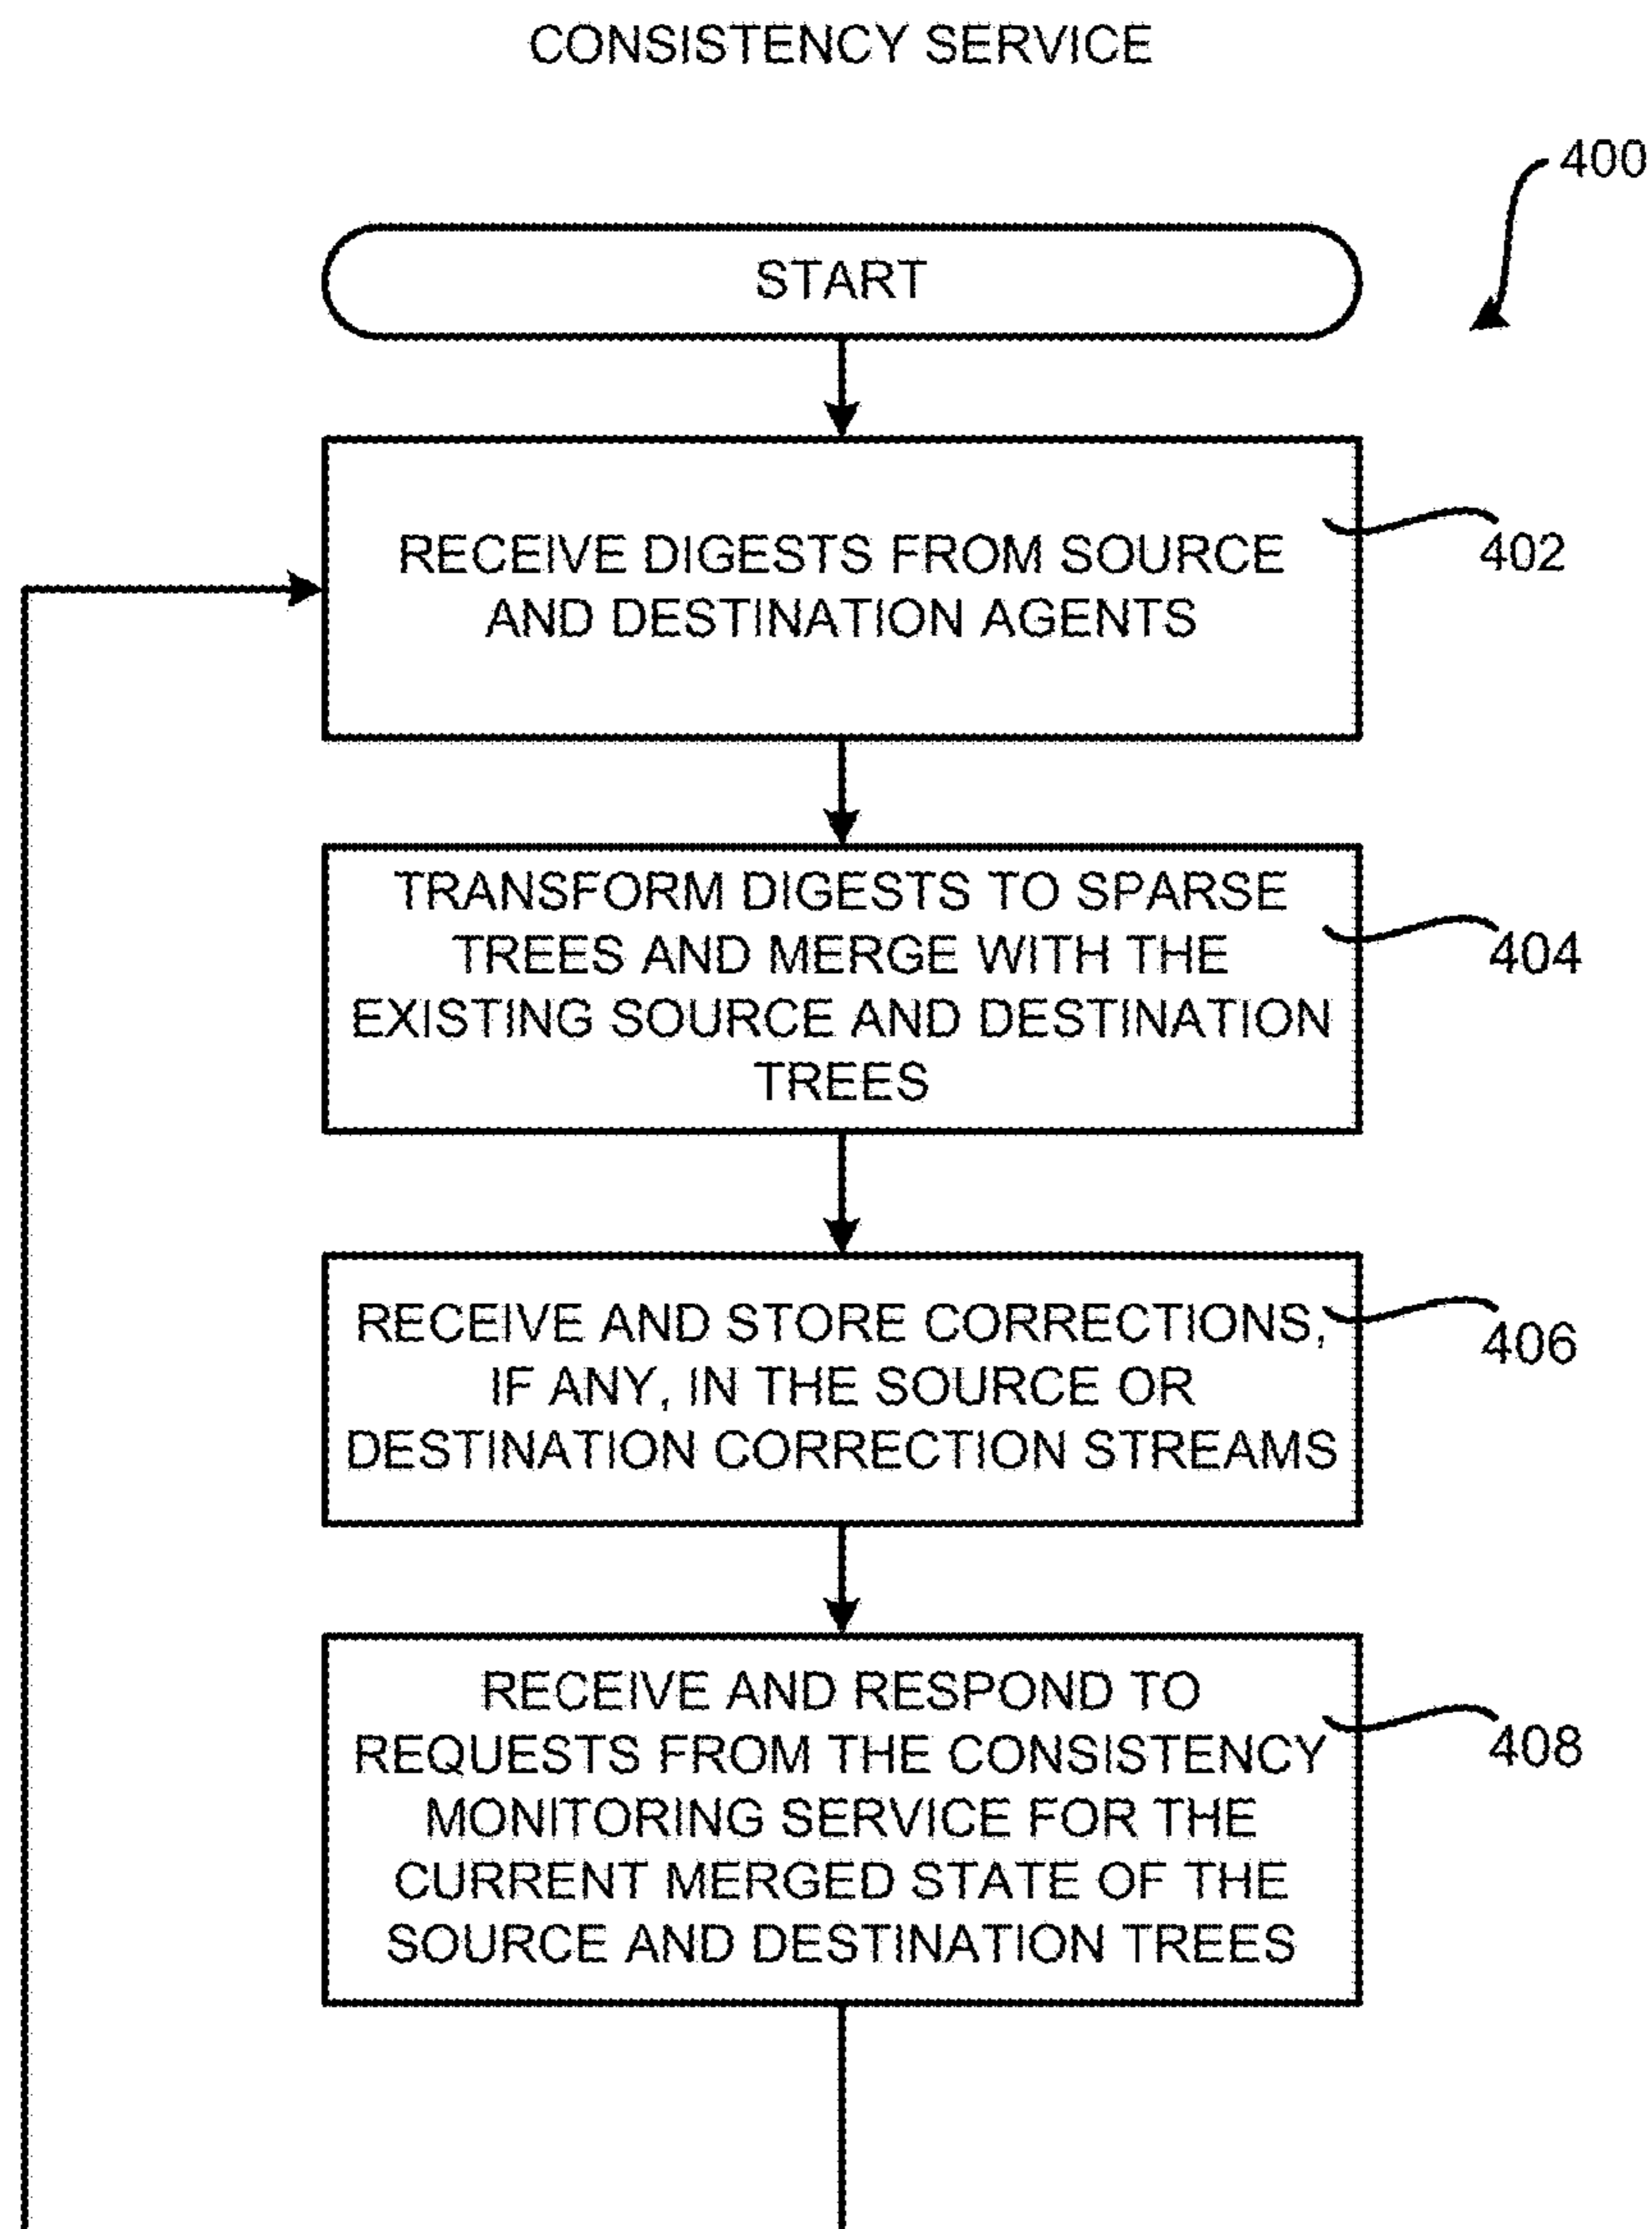 CONSISTENCY SERVICE
400
START
RECEIVE DIGESTS FROM SOURCE
AND DESTINATION AGENTS
402
TRANSFORM DIGESTS TO SPARSE
TREES AND MERGE WITH THE
EXISTING SOURCE AND DESTINATION
TREES
404
RECEIVE AND STORE CORRECTIONS,
IF ANY, IN THE SOURCE OR
DESTINATION CORRECTION STREAMS
406
RECEIVE AND RESPOND TO
REQUESTS FROM THE CONSISTENCY
MONITORING SERVICE FOR THE
CURRENT MERGED STATE OF THE
SOURCE AND DESTINATION TREES
408